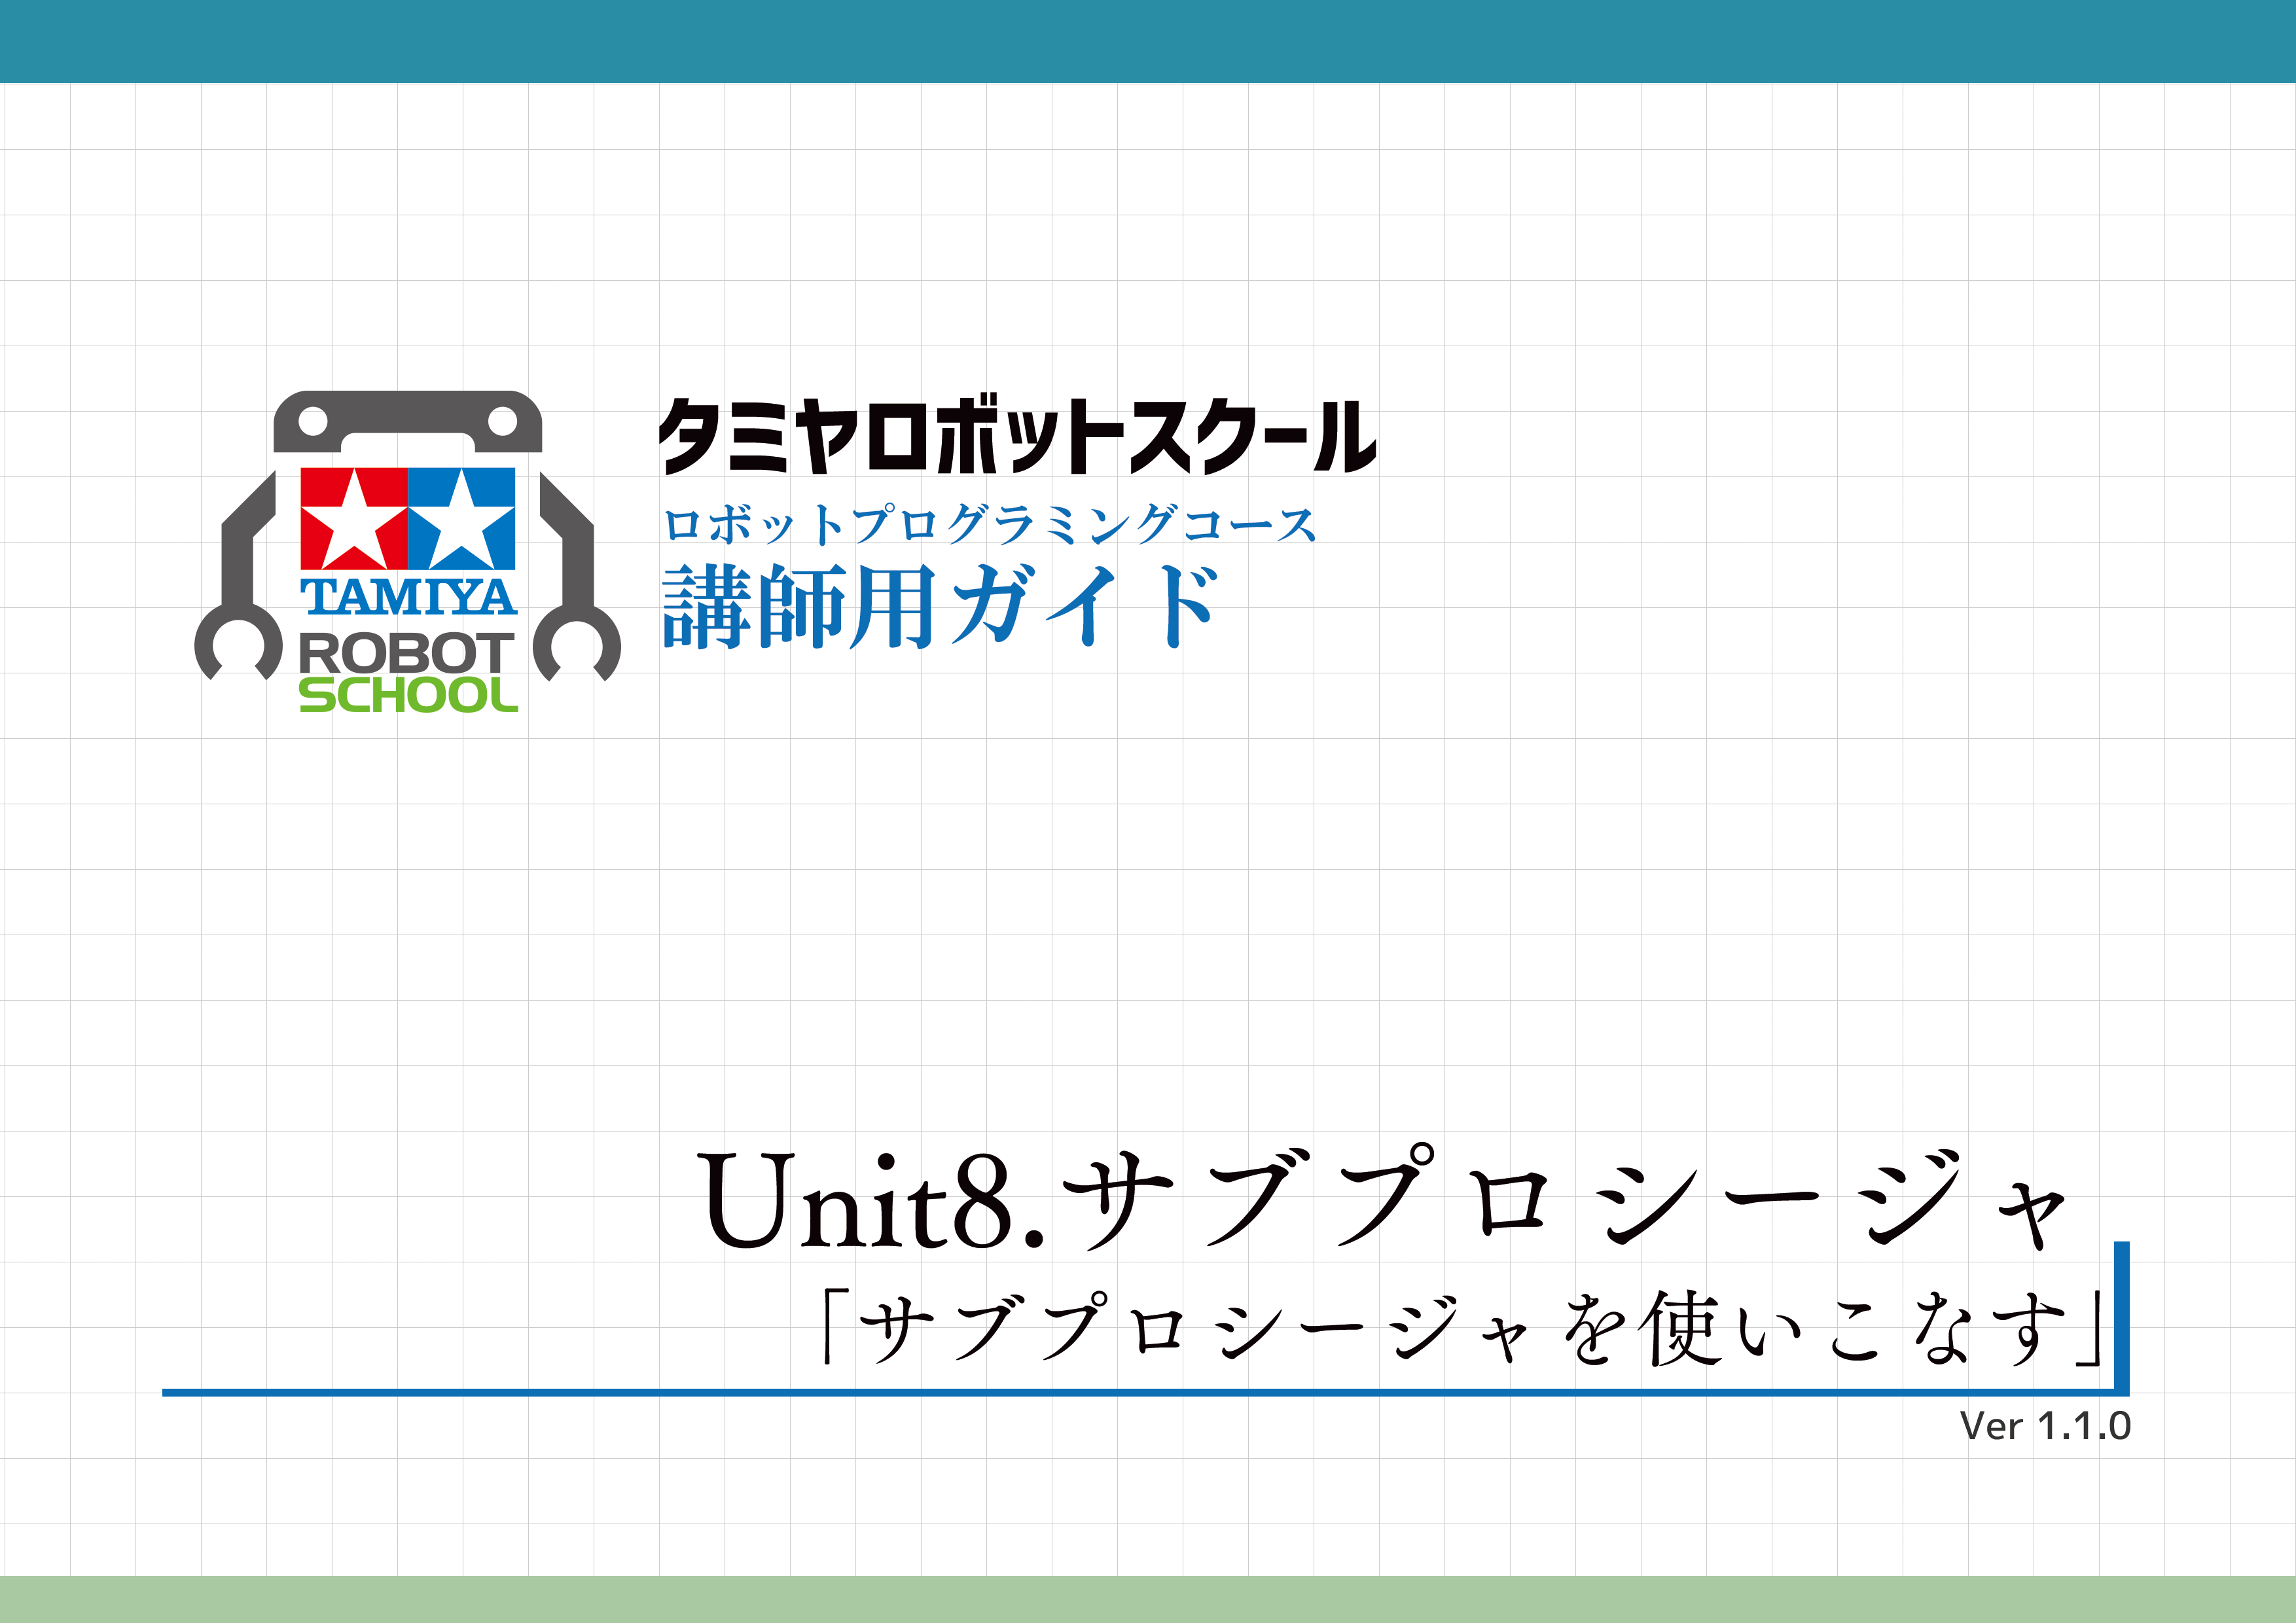 タミヤロボットスクール
ロボットプログラミングコース
講師用ガイド
TAMIYA
ROBOT
SCHOOL
Unit8.サブプロシージャ
「サブプロシージャを使いこなす」
Ver 1.1.0